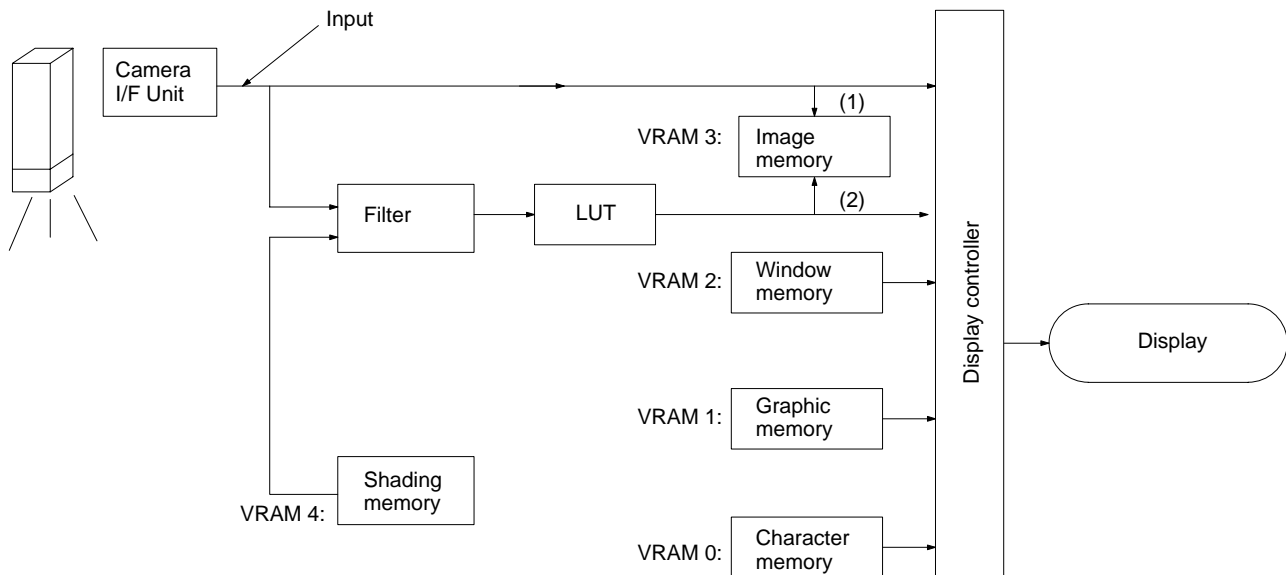 Input
Camera
I/F Unit
(1)
VRAM 3:
Image
memory
Filter
LUT
(2)
VRAM 2:
Window
memory
Display controller
Display
VRAM 1:
Graphic
memory
Shading
memory
VRAM 4:
VRAM 0:
Character
memory